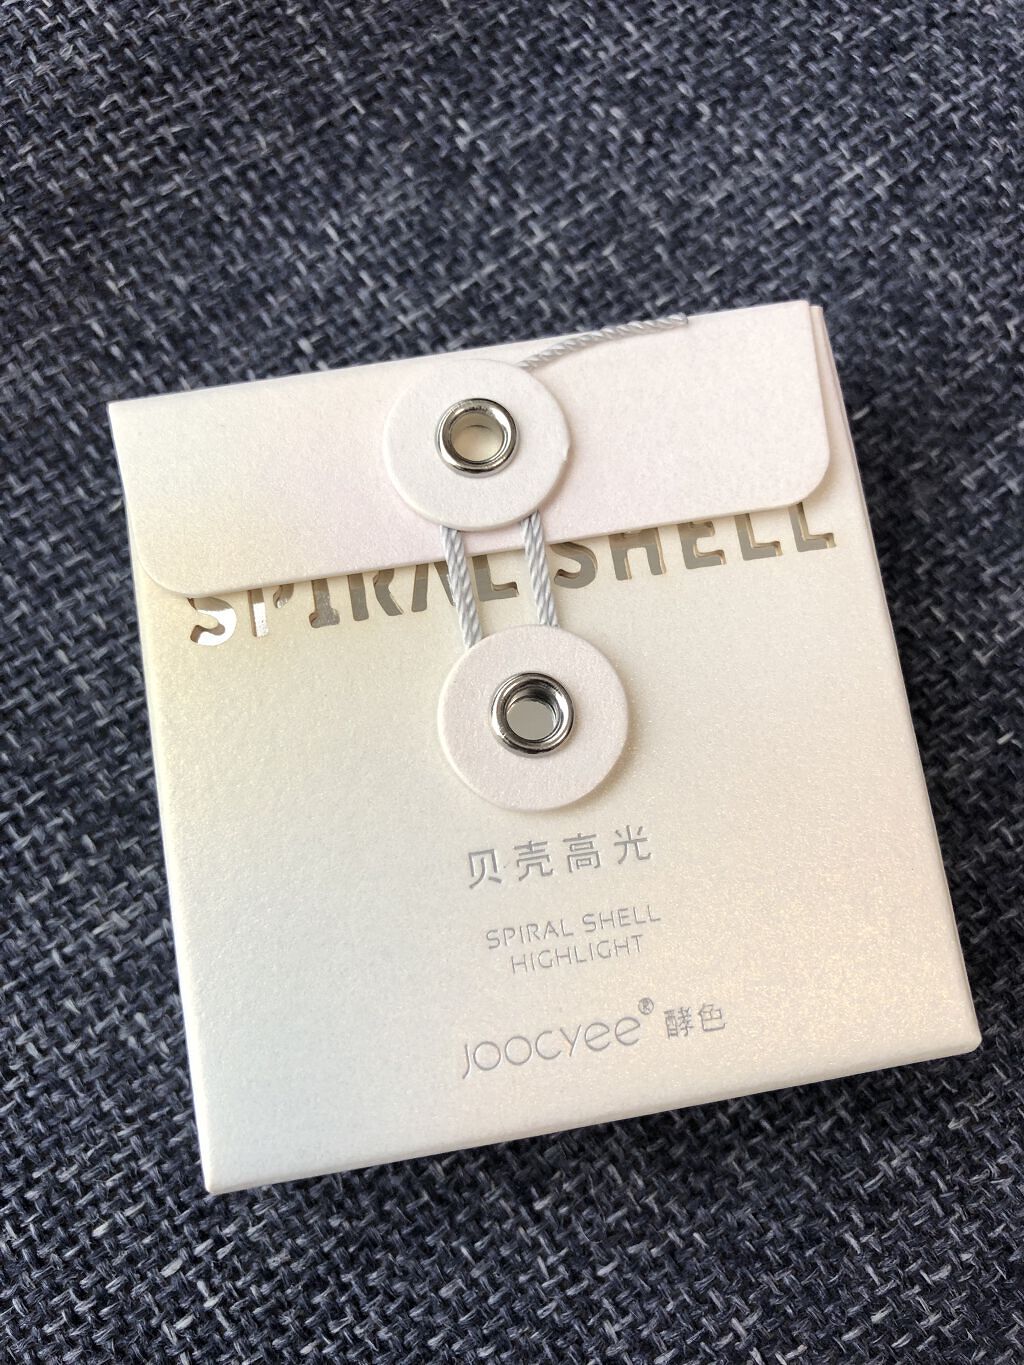 SPIRAL SHELL
贝壳高光
SPIRAL SHELL
HIGHLIGHT
JOOCYEE® 酵色